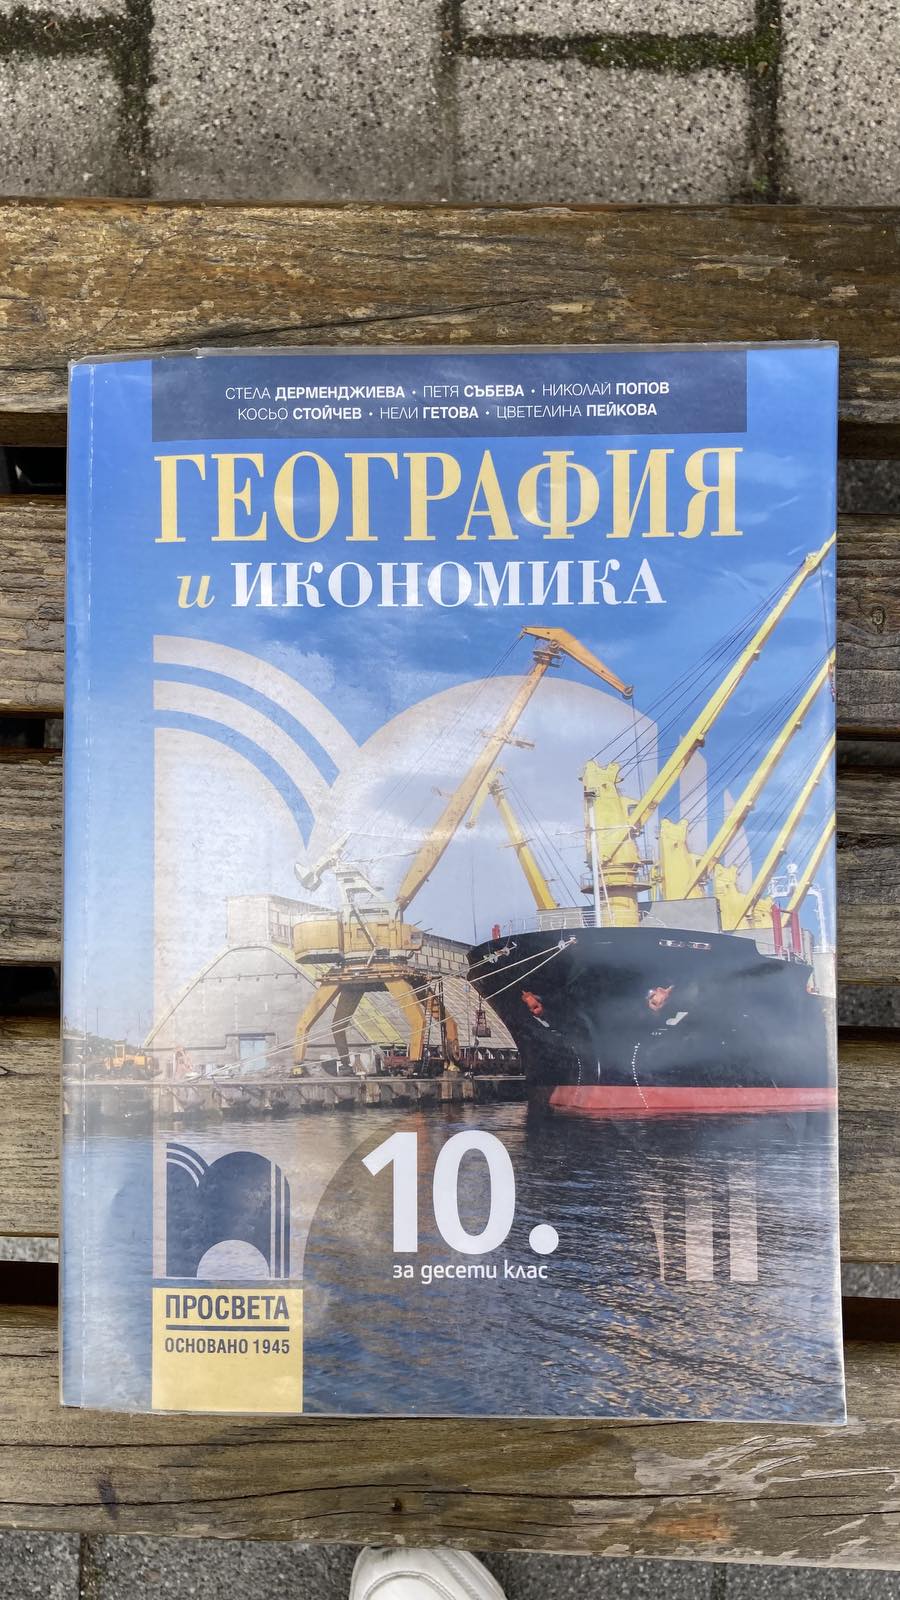 СТЕЛА ДЕРМЕНДЖИЕВА • ПЕТЯ СЪБЕВА • НИКОЛАЙ ПОПОВ
КОСЬО СТОЙЧЕВ • НЕЛИ ГЕТОВА • ЦВЕТЕЛИНА ПЕЙКОВА
ГЕОГРАФИЯ
и ИКОНОМИКА
10.
за десети клас
ПРОСВЕТА
ОСНОВАНО 1945